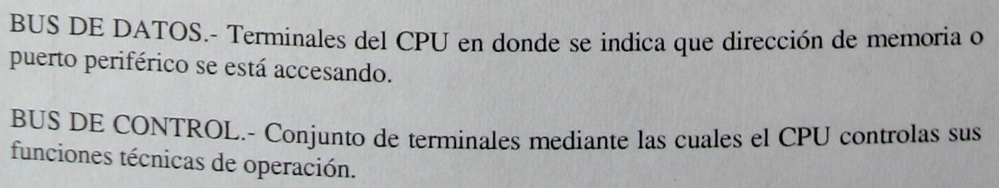 BUS DE DATOS.- Terminales del CPU en donde se indica que dirección de memoria o
puerto periférico se está accesando.
BUS DE CONTROL.- Conjunto de terminales mediante las cuales el CPU controlas sus
funciones técnicas de operación.